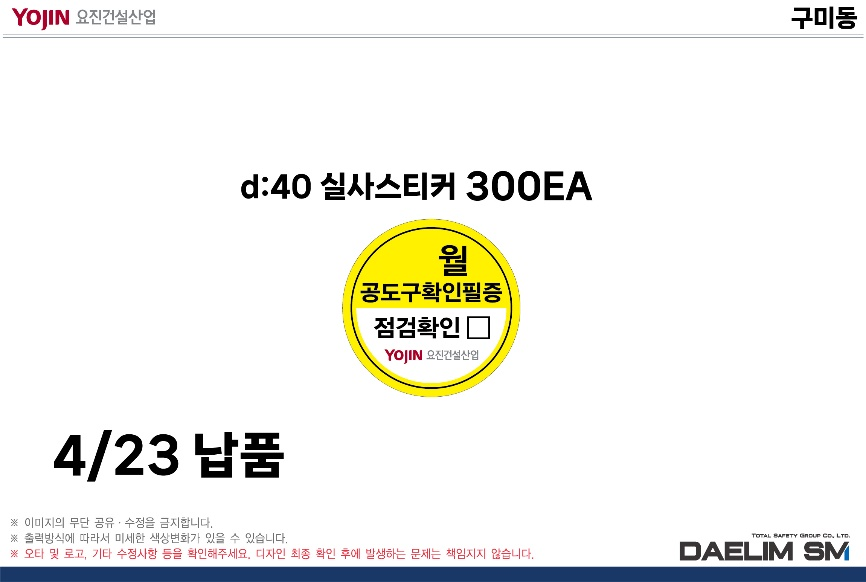 YOJIN 요진건설산업
구미동
d:40 실사스티커 300EA
월
공도구확인필증
점검확인 □
YOJIN 요진건설산업
4/23 납품
※ 이미지의 무단 공유 · 수정을 금지합니다.
※ 출력방식에 따라서 미세한 색상변화가 있을 수 있습니다.
※ 오타 및 로고, 기타 수정사항 등을 확인해주세요. 디자인 최종 확인 후에 발생하는 문제는 책임지지 않습니다.
TOTAL SAFETY GROUP CO., LTD.
DAELIM SM